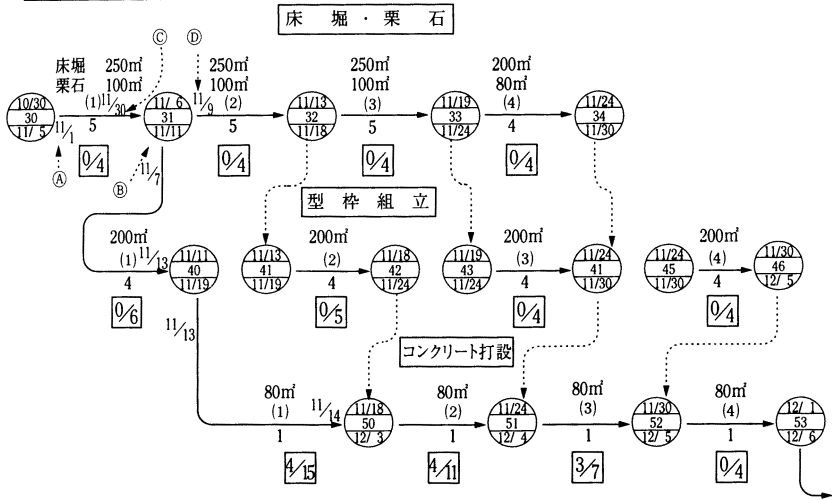 床 堀 ・ 栗 石
Ⓒ Ⓓ
床堀 250㎡ 250㎡ 250㎡ 200㎡
栗石 100㎡ 100㎡ 100㎡ 80㎡
10/30 (1) 11/30 11/6 11/9 (2) 11/13 (3) 11/19 (4) 11/24
30 31 32 33 34
11/5 11/1 5 11/11 5 11/18 5 11/24 4 11/30
Ⓐ 0/4 Ⓑ 11/7 0/4 0/4 0/4
型 枠 組 立
200㎡ 200㎡ 200㎡ 200㎡
(1) 11/13 11/11 11/13 (2) 11/18 11/19 (3) 11/24 11/24 (4) 11/30
40 41 42 43 41 45 46
4 11/19 11/19 4 11/24 11/24 4 11/30 11/30 4 12/5
0/6 0/5 0/4 0/4
11/13
コンクリート打設
80㎡ 80㎡ 80㎡ 80㎡
(1) 11/14 11/18 (2) 11/24 (3) 11/30 (4) 12/1
50 51 52 53
1 12/3 1 12/4 1 12/5 1 12/6
4/15 4/11 3/7 0/4